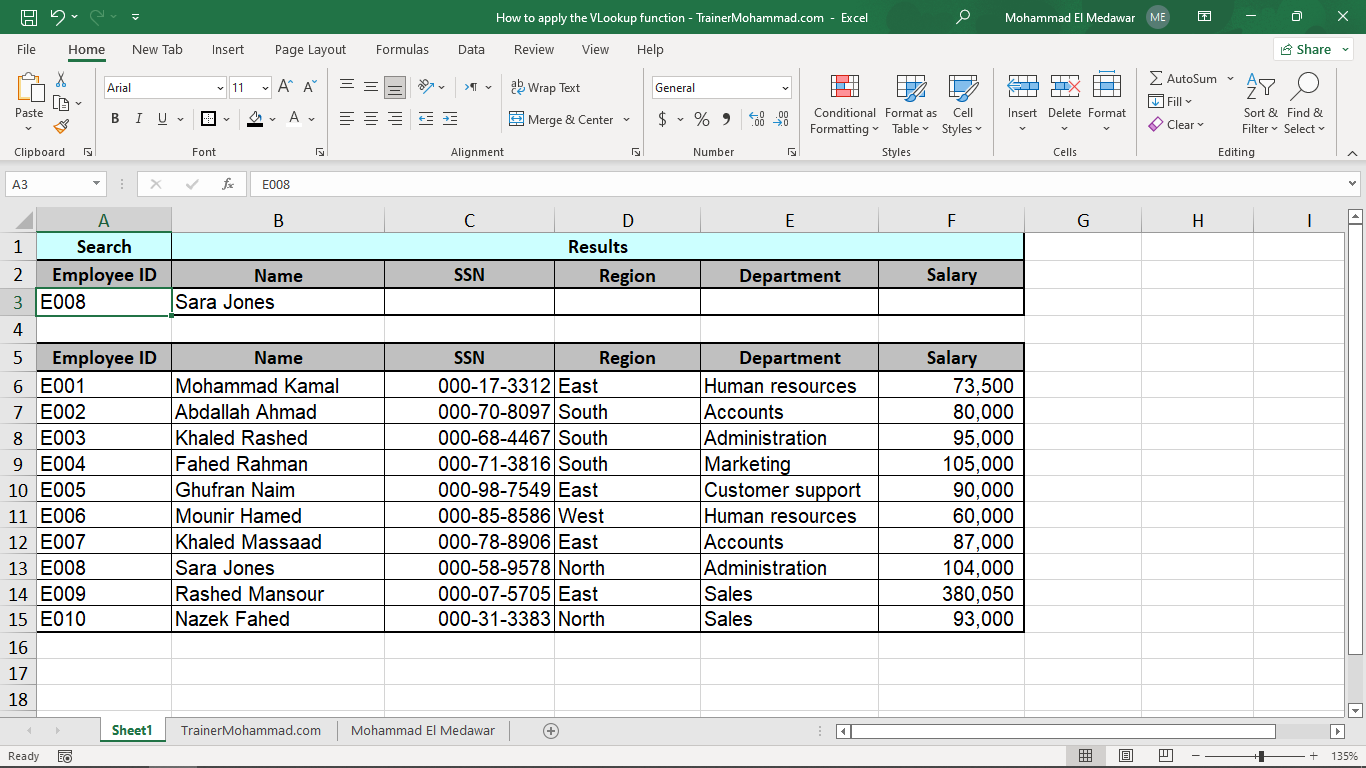 How to apply the VLookup function - TrainerMohammad.com - Excel Mohammad El Medawar ME
File Home New Tab Insert Page Layout Formulas Data Review View Help Share
Arial 11 Wrap Text General AutoSum
Paste Conditional Format as Cell Insert Delete Format Fill Sort & Find &
B I U A Merge & Center $ % Formatting Table Styles Clear Filter Select
Clipboard Font Alignment Number Styles Cells Editing
A3 fx E008
A B C D E F G H I
1 Search Results
2 Employee ID Name SSN Region Department Salary
3 E008 Sara Jones
4
5 Employee ID Name SSN Region Department Salary
6 E001 Mohammad Kamal 000-17-3312 East Human resources 73,500
7 E002 Abdallah Ahmad 000-70-8097 South Accounts 80,000
8 E003 Khaled Rashed 000-68-4467 South Administration 95,000
9 E004 Fahed Rahman 000-71-3816 South Marketing 105,000
10 E005 Ghufran Naim 000-98-7549 East Customer support 90,000
11 E006 Mounir Hamed 000-85-8586 West Human resources 60,000
12 E007 Khaled Massaad 000-78-8906 East Accounts 87,000
13 E008 Sara Jones 000-58-9578 North Administration 104,000
14 E009 Rashed Mansour 000-07-5705 East Sales 380,050
15 E010 Nazek Fahed 000-31-3383 North Sales 93,000
16
17
18
Sheet1 TrainerMohammad.com Mohammad El Medawar
Ready 135%